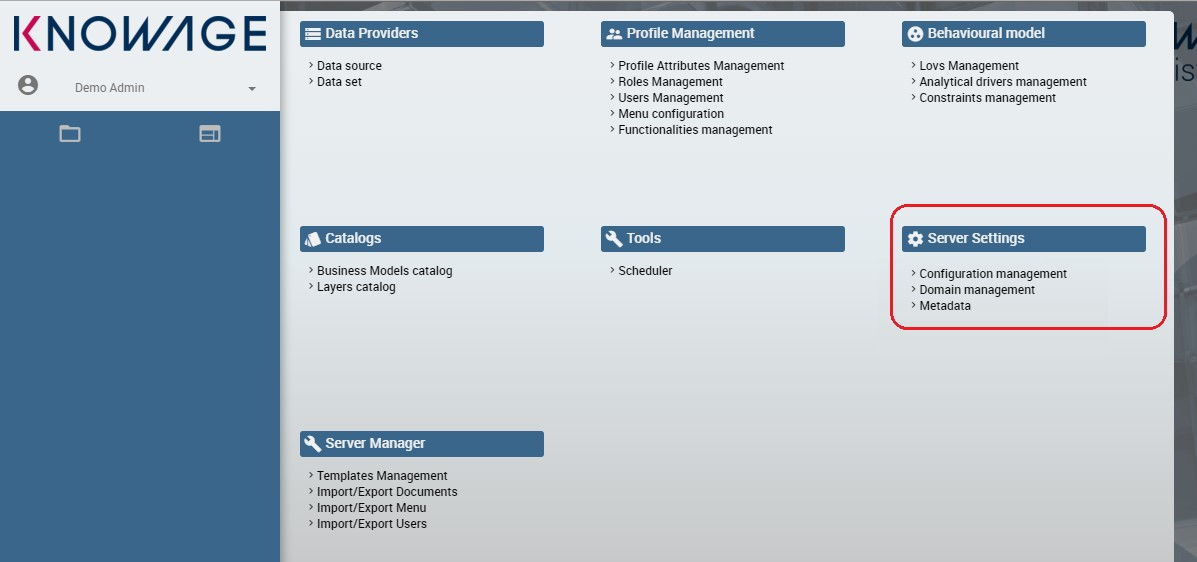 KNOWAGE
Demo Admin
Data Providers
Data source
Data set
Profile Management
Profile Attributes Management
Roles Management
Users Management
Menu configuration
Functionalities management
Behavioural model
Lovs Management
Analytical drivers management
Constraints management
Catalogs
Business Models catalog
Layers catalog
Tools
Scheduler
Server Settings
Configuration management
Domain management
Metadata
Server Manager
Templates Management
Import/Export Documents
Import/Export Menu
Import/Export Users